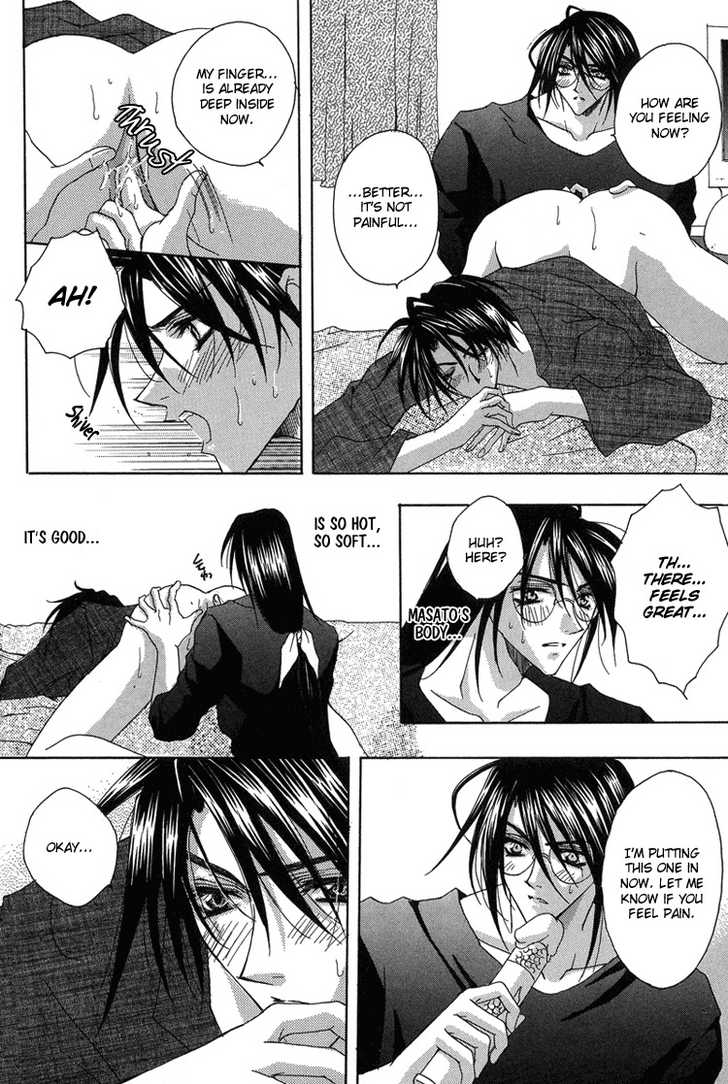 HOW ARE
YOU FEELING
NOW?
...BETTER...
IT'S NOT
PAINFUL...
MY FINGER...
IS ALREADY
DEEP INSIDE
NOW.
Thrust
AH!
Shiver
TH...
THERE...
FEELS
GREAT...
HUH?
HERE?
MASATO'S
BODY...
IS SO HOT,
SO SOFT...
IT'S GOOD...
I'M PUTTING
THIS ONE IN
NOW. LET ME
KNOW IF YOU
FEEL PAIN.
OKAY...